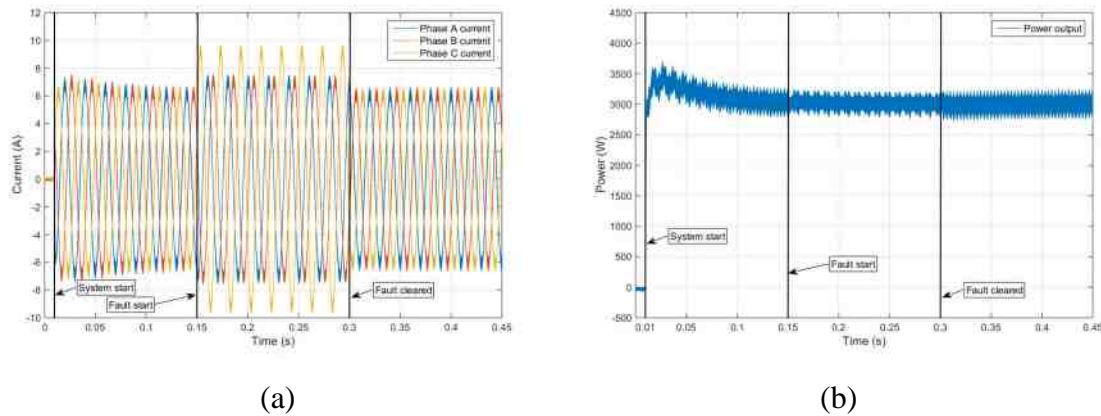 12
10
8
6
4
2
0
-2
-4
-6
-8
-10
Current (A)
Phase A current
Phase B current
Phase C current
System start
Fault start
Fault cleared
0
0.05
0.1
0.15
0.2
0.25
0.3
0.35
0.4
0.45
Time (s)
(a)
4500
4000
3500
3000
2500
2000
1500
1000
500
0
-500
Power (W)
Power output
System start
Fault start
Fault cleared
0.01
0.05
0.1
0.15
0.2
0.25
0.3
0.35
0.4
0.45
Time (s)
(b)